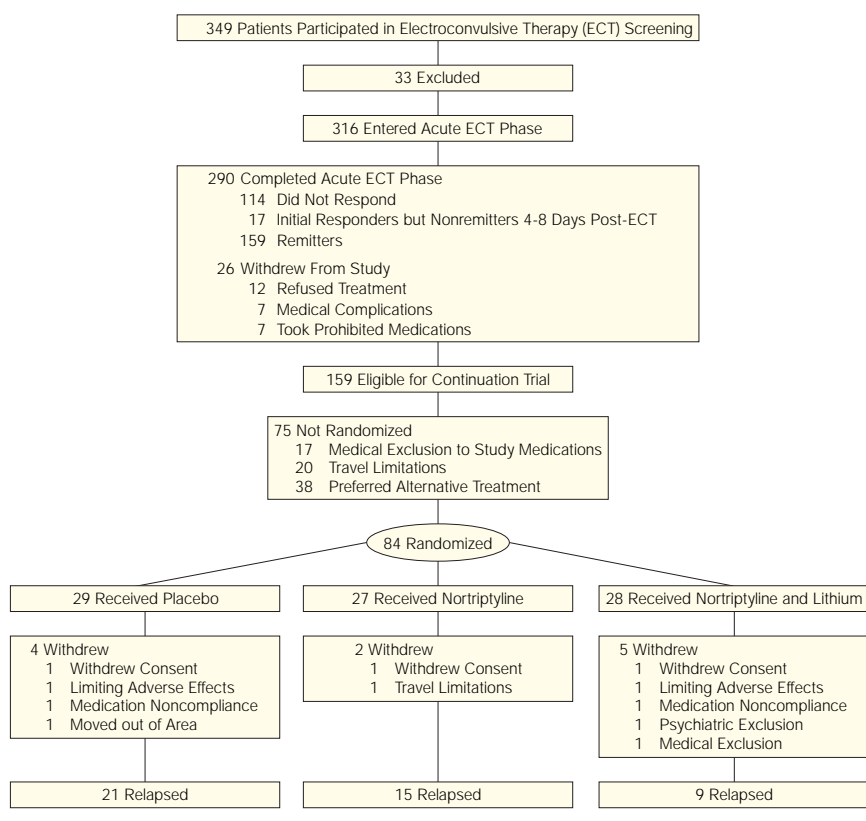 349 Patients Participated in Electroconvulsive Therapy (ECT) Screening
33 Excluded
316 Entered Acute ECT Phase
290 Completed Acute ECT Phase
114 Did Not Respond
17 Initial Responders but Nonremitters 4-8 Days Post-ECT
159 Remitters
26 Withdrew From Study
12 Refused Treatment
7 Medical Complications
7 Took Prohibited Medications
159 Eligible for Continuation Trial
75 Not Randomized
17 Medical Exclusion to Study Medications
20 Travel Limitations
38 Preferred Alternative Treatment
84 Randomized
29 Received Placebo
4 Withdrew
1 Withdrew Consent
1 Limiting Adverse Effects
1 Medication Noncompliance
1 Moved out of Area
21 Relapsed
27 Received Nortriptyline
2 Withdrew
1 Withdrew Consent
1 Travel Limitations
15 Relapsed
28 Received Nortriptyline and Lithium
5 Withdrew
1 Withdrew Consent
1 Limiting Adverse Effects
1 Medication Noncompliance
1 Psychiatric Exclusion
1 Medical Exclusion
9 Relapsed